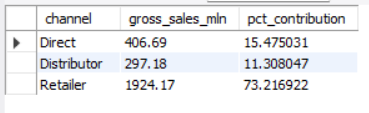 channel gross_sales_mln pct_contribution
Direct 406.69 15.475031
Distributor 297.18 11.308047
Retailer 1924.17 73.216922